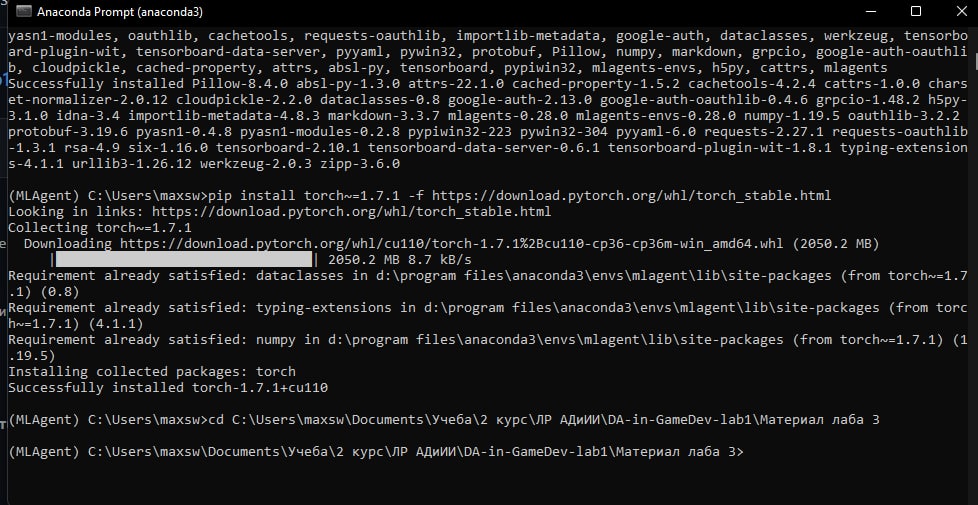 Anaconda Prompt (anaconda3)
yasn1-modules, oauthlib, cachetools, requests-oauthlib, importlib-metadata, google-auth, dataclasses, werkzeug, tensorbo
ard-plugin-wit, tensorboard-data-server, pyyaml, pywin32, protobuf, Pillow, numpy, markdown, grpcio, google-auth-oauthli
b, cloudpickle, cached-property, attrs, absl-py, tensorboard, pypiwin32, mlagents-envs, h5py, cattrs, mlagents
Successfully installed Pillow-8.4.0 absl-py-1.3.0 attrs-22.1.0 cached-property-1.5.2 cachetools-4.2.4 cattrs-1.0.0 chars
et-normalizer-2.0.12 cloudpickle-2.2.0 dataclasses-0.8 google-auth-2.13.0 google-auth-oauthlib-0.4.6 grpcio-1.48.2 h5py-
3.1.0 idna-3.4 importlib-metadata-4.8.3 markdown-3.3.7 mlagents-0.28.0 mlagents-envs-0.28.0 numpy-1.19.5 oauthlib-3.2.2
protobuf-3.19.6 pyasn1-0.4.8 pyasn1-modules-0.2.8 pypiwin32-223 pywin32-304 pyyaml-6.0 requests-2.27.1 requests-oauthlib
-1.3.1 rsa-4.9 six-1.16.0 tensorboard-2.10.1 tensorboard-data-server-0.6.1 tensorboard-plugin-wit-1.8.1 typing-extension
s-4.1.1 urllib3-1.26.12 werkzeug-2.0.3 zipp-3.6.0
(MLAgent) C:\Users\maxsw>pip install torch~=1.7.1 -f https://download.pytorch.org/whl/torch_stable.html
Looking in links: https://download.pytorch.org/whl/torch_stable.html
Collecting torch~=1.7.1
Downloading https://download.pytorch.org/whl/cu110/torch-1.7.1%2Bcu110-cp36-cp36m-win_amd64.whl (2050.2 MB)
|████████████████████████████████| 2050.2 MB 8.7 kB/s
Requirement already satisfied: dataclasses in d:\program files\anaconda3\envs\mlagent\lib\site-packages (from torch~=1.7
.1) (0.8)
Requirement already satisfied: typing-extensions in d:\program files\anaconda3\envs\mlagent\lib\site-packages (from torc
h~=1.7.1) (4.1.1)
Requirement already satisfied: numpy in d:\program files\anaconda3\envs\mlagent\lib\site-packages (from torch~=1.7.1) (1
.19.5)
Installing collected packages: torch
Successfully installed torch-1.7.1+cu110
(MLAgent) C:\Users\maxsw>cd C:\Users\maxsw\Documents\Учеба\2 курс\ЛР АДиИИ\DA-in-GameDev-lab1\Материал лаба 3
(MLAgent) C:\Users\maxsw\Documents\Учеба\2 курс\ЛР АДиИИ\DA-in-GameDev-lab1\Материал лаба 3>